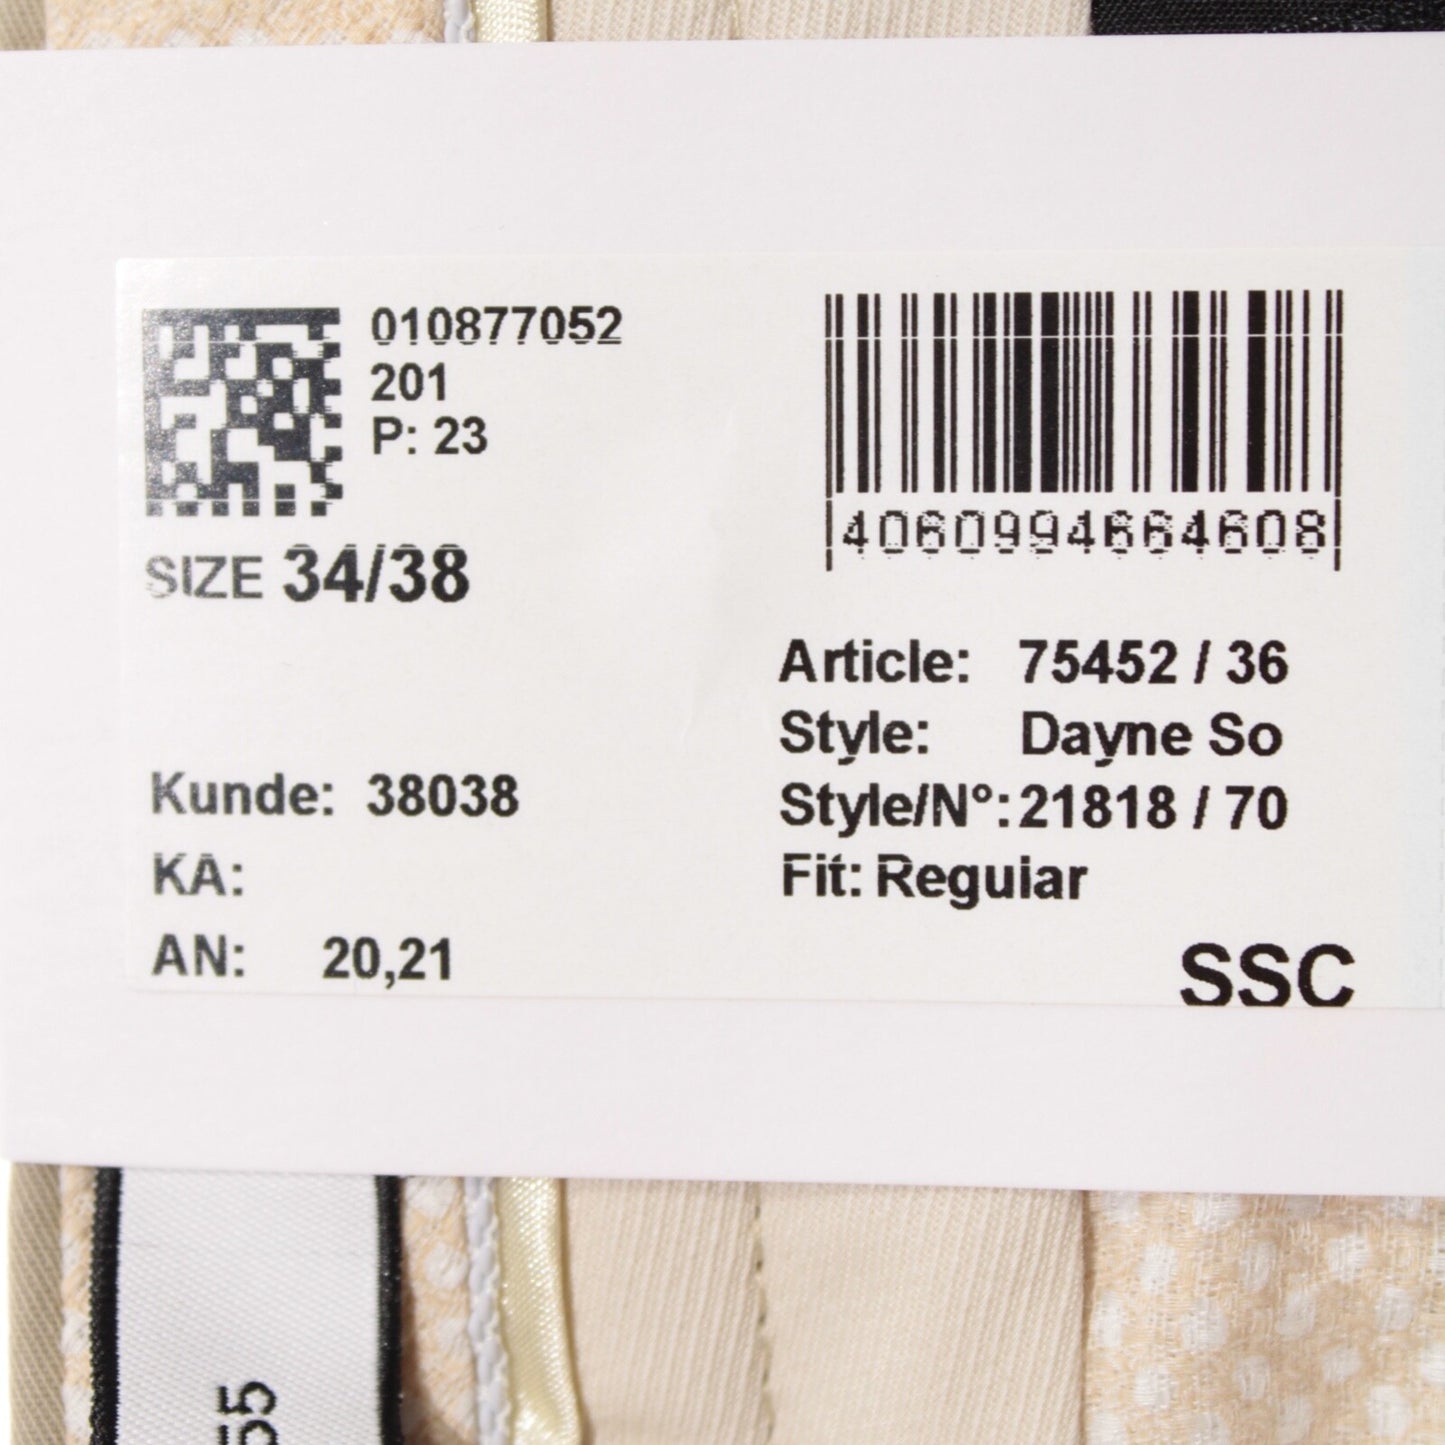 010877052
201
P: 23
SIZE 34/38
Kunde: 38038
KA:
AN: 20,21
4060994664608
Article: 75452 / 36
Style: Dayne So
Style/N°: 21818 / 70
Fit: Regular
SSC
55